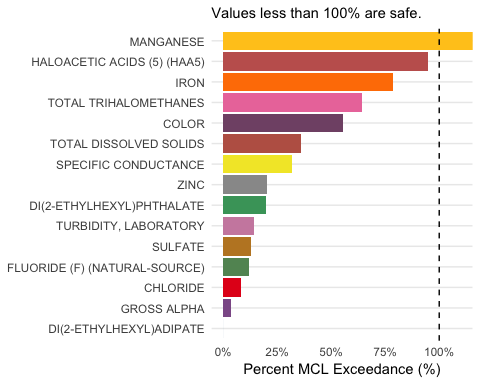 Values less than 100% are safe.
MANGANESE
HALOACETIC ACIDS (5) (HAA5)
IRON
TOTAL TRIHALOMETHANES
COLOR
TOTAL DISSOLVED SOLIDS
SPECIFIC CONDUCTANCE
ZINC
DI(2-ETHYLHEXYL)PHTHALATE
TURBIDITY, LABORATORY
SULFATE
FLUORIDE (F) (NATURAL-SOURCE)
CHLORIDE
GROSS ALPHA
DI(2-ETHYLHEXYL)ADIPATE
0% 25% 50% 75% 100%
Percent MCL Exceedance (%)